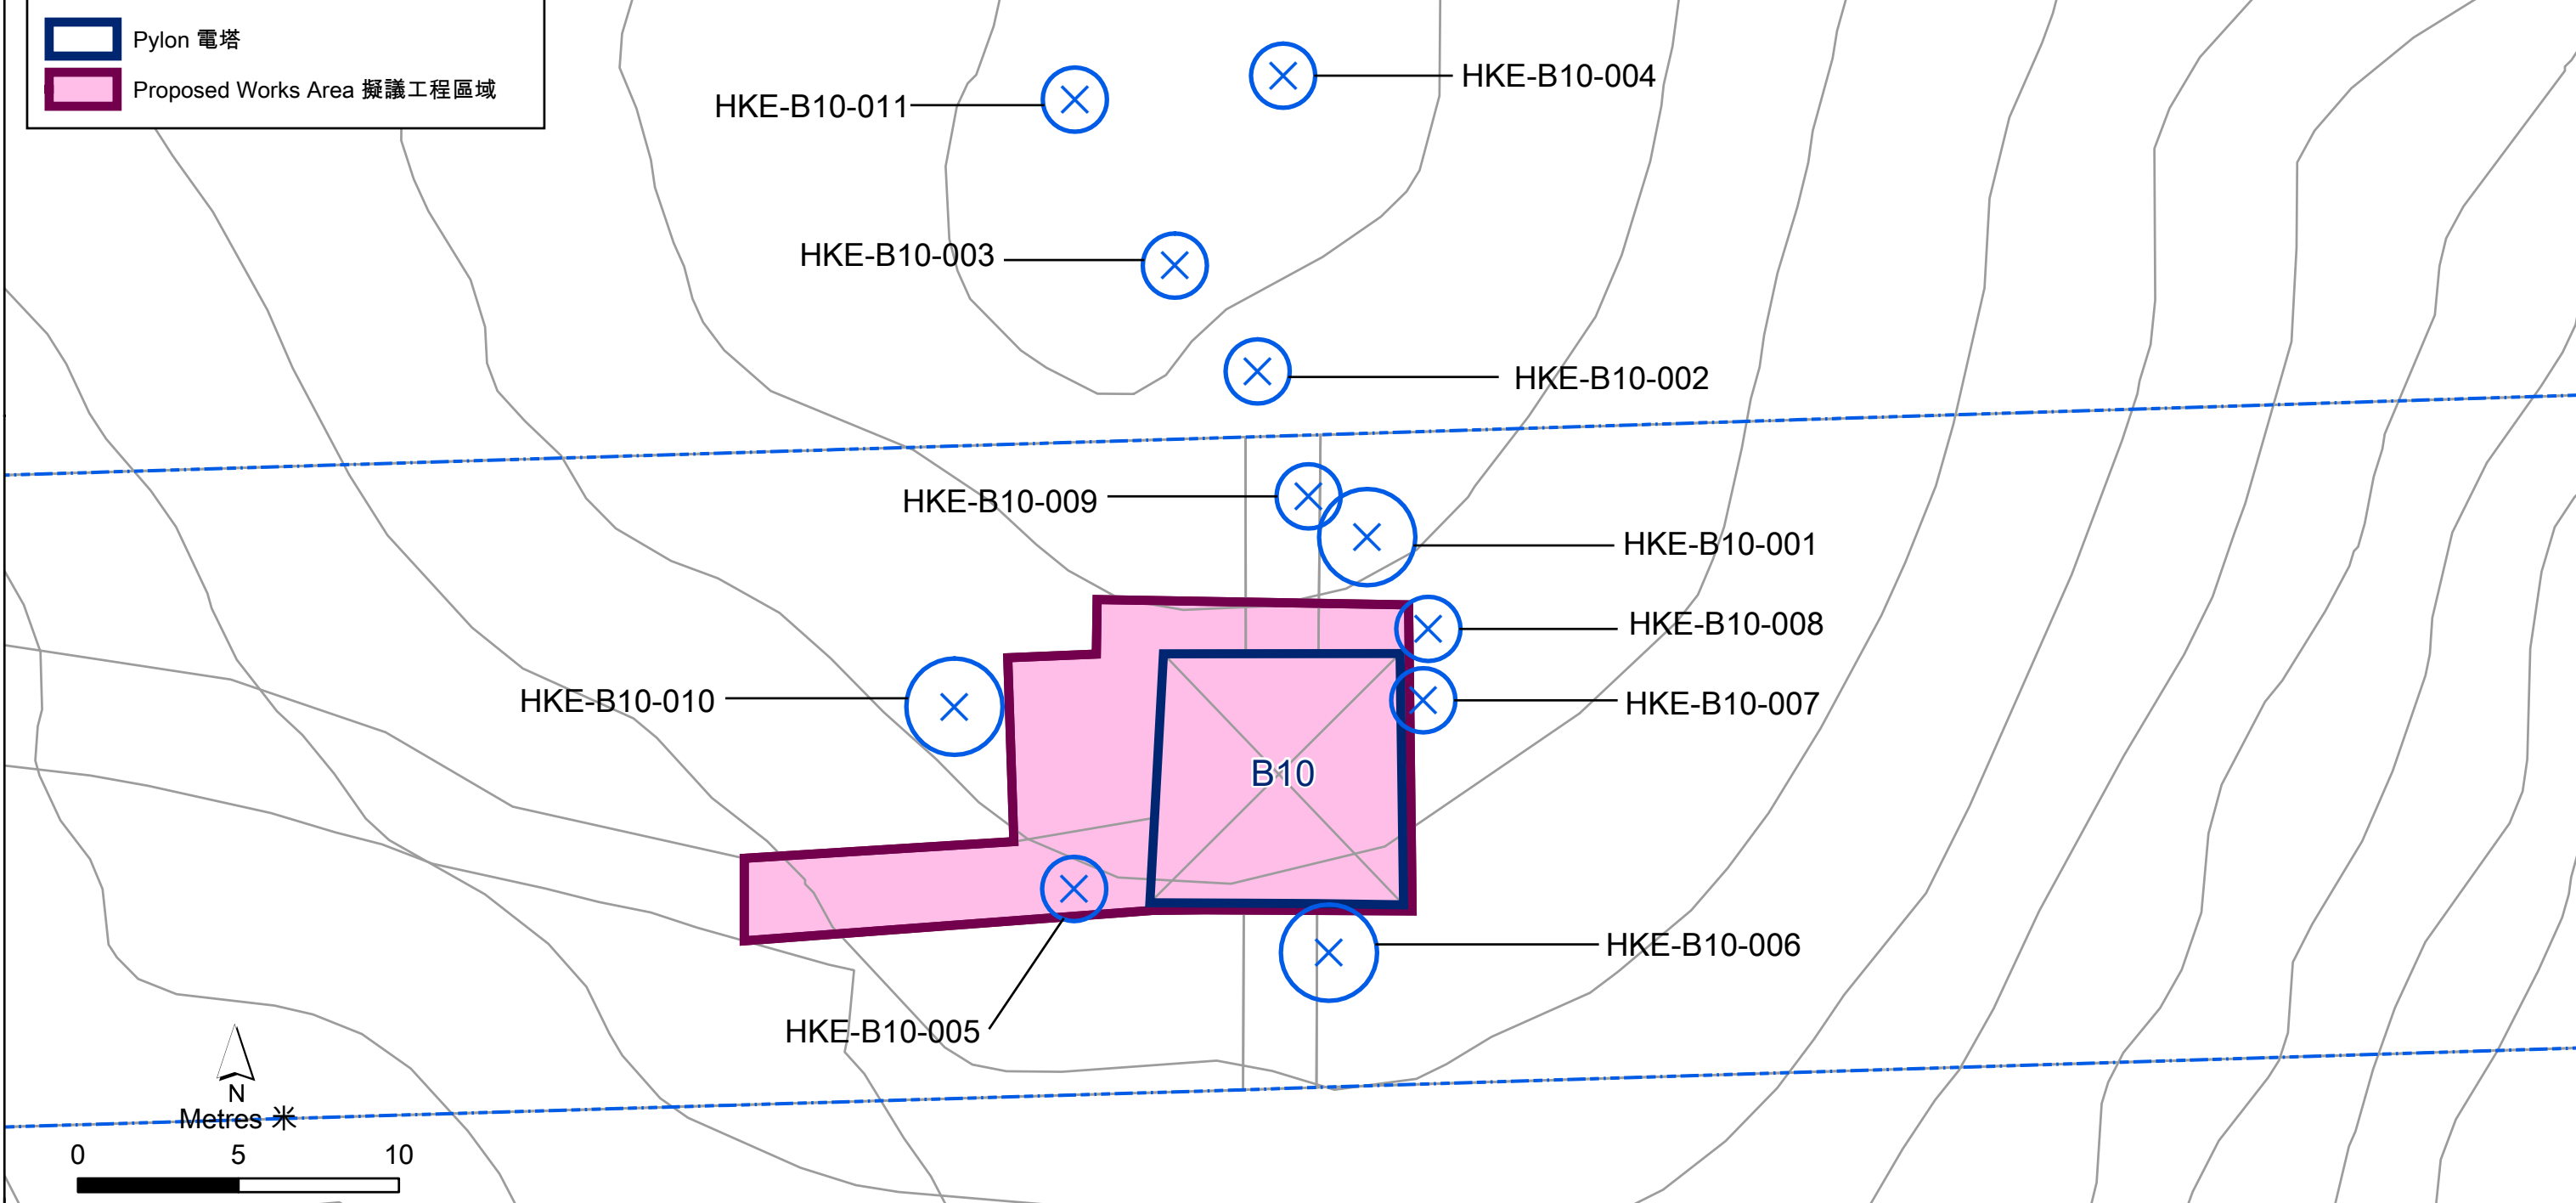 Pylon 電塔
Proposed Works Area 擬議工程區域
HKE-B10-004
HKE-B10-011
HKE-B10-003
HKE-B10-002
HKE-B10-009
HKE-B10-001
HKE-B10-008
HKE-B10-010
HKE-B10-007
B10
HKE-B10-006
HKE-B10-005
N
Metres 米
0 5 10